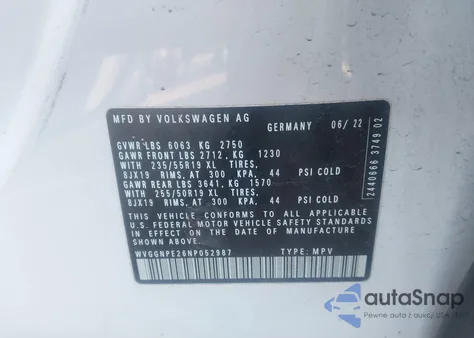 MFD BY VOLKSWAGEN AG
GERMANY 06/22
GVWR LBS 6063 KG 2750
GAWR FRONT LBS 2712, KG 1230
WITH 235/55R19 XL TIRES,
8JX19 RIMS, AT 300 KPA, 44 PSI COLD
GAWR REAR LBS 3641, KG 1570
WITH 255/50R19 XL TIRES,
8JX19 RIMS, AT 300 KPA, 44 PSI COLD
THIS VEHICLE CONFORMS TO ALL APPLICABLE
U.S. FEDERAL MOTOR VEHICLE SAFETY STANDARDS
IN EFFECT ON THE DATE OF MANUFACTURE
SHOWN ABOVE.
WVGGNPE26NP052987 TYPE: MPV
2440666 3749 02
autoSnap
Pewne auta z aukcji USA